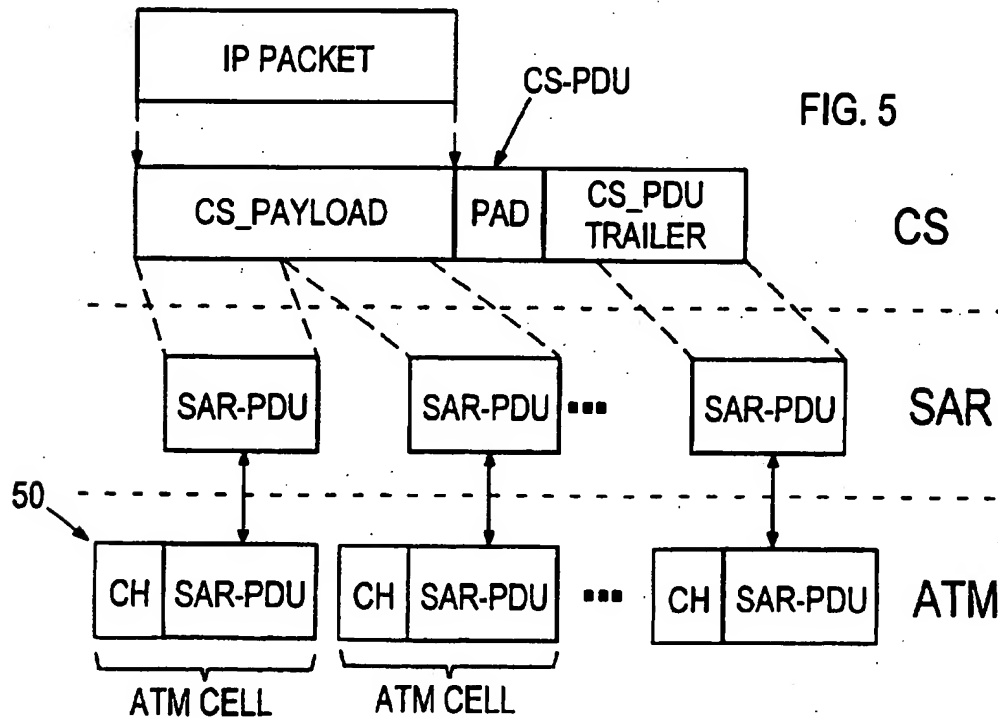 IP PACKET
CS-PDU
FIG. 5
CS_PAYLOAD
PAD
CS_PDU
TRAILER
CS
SAR-PDU
SAR-PDU
SAR-PDU
SAR
50
CH
SAR-PDU
CH
SAR-PDU
CH
SAR-PDU
ATM
ATM CELL
ATM CELL